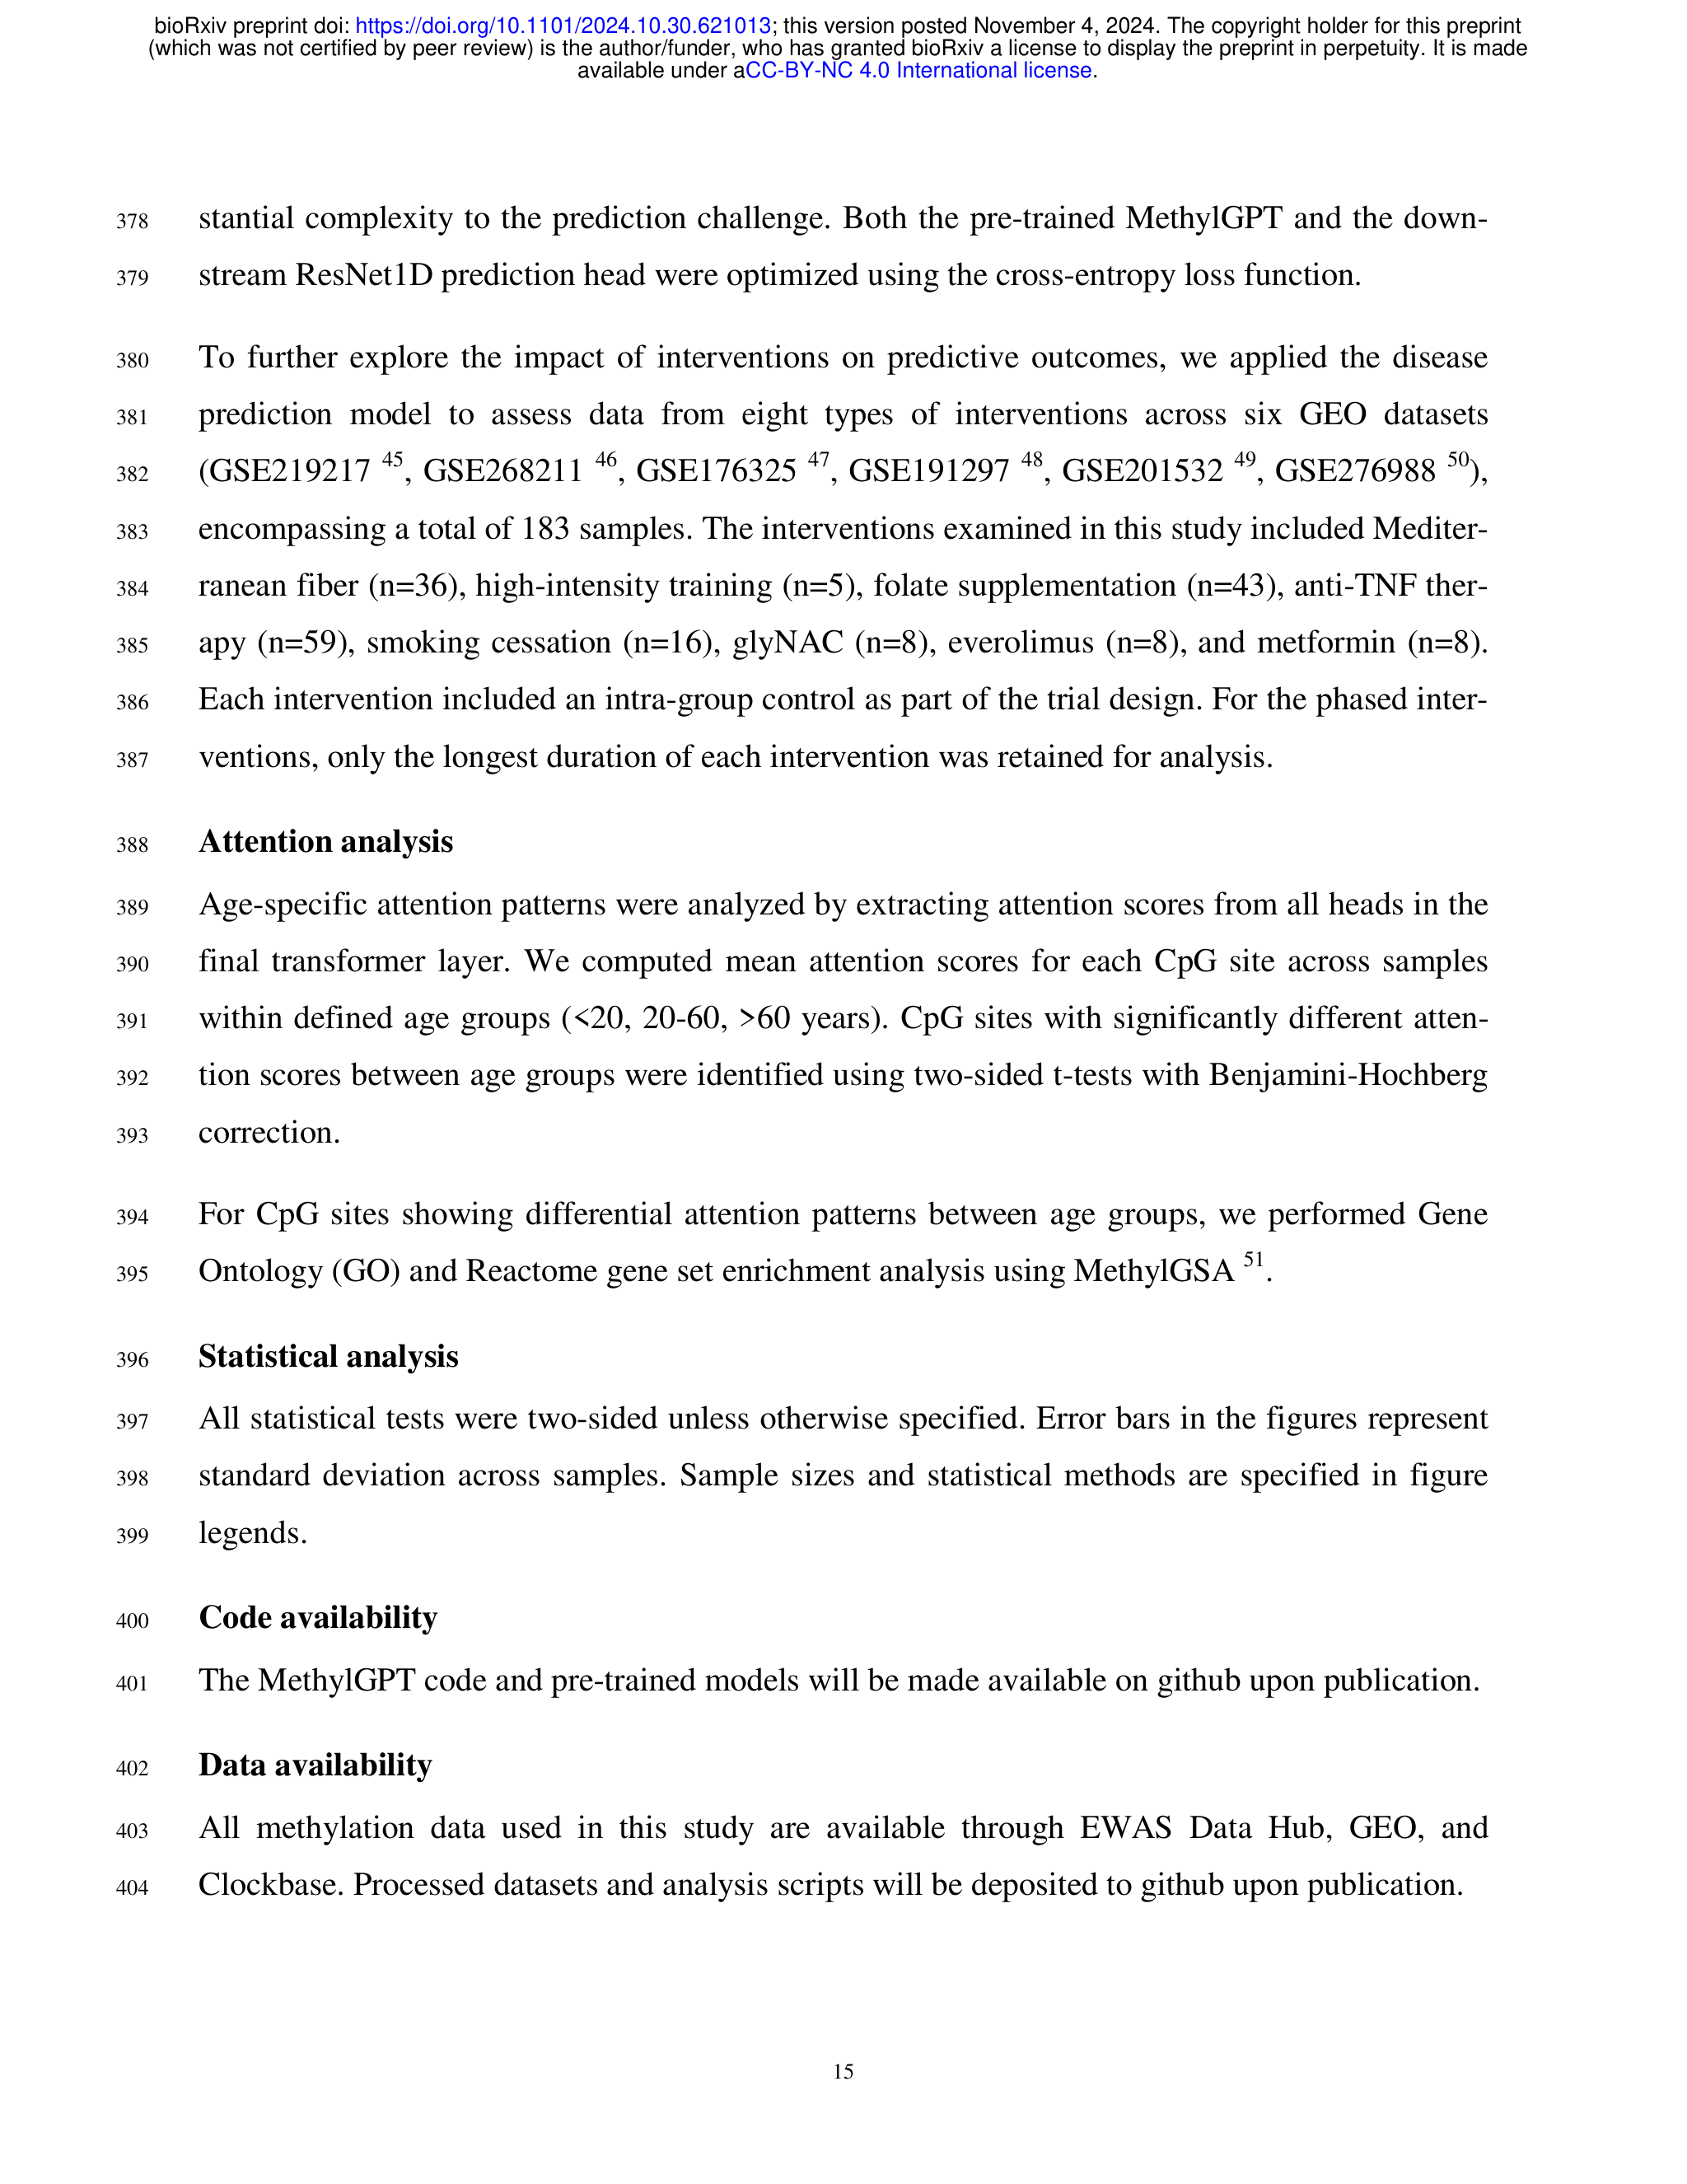 bioRxiv preprint doi: https://doi.org/10.1101/2024.10.30.621013; this version posted November 4, 2024. The copyright holder for this preprint
(which was not certified by peer review) is the author/funder, who has granted bioRxiv a license to display the preprint in perpetuity. It is made
available under aCC-BY-NC 4.0 International license.
378 stantial complexity to the prediction challenge. Both the pre-trained MethylGPT and the down-
379 stream ResNet1D prediction head were optimized using the cross-entropy loss function.
380 To further explore the impact of interventions on predictive outcomes, we applied the disease
381 prediction model to assess data from eight types of interventions across six GEO datasets
382 (GSE219217 45, GSE268211 46, GSE176325 47, GSE191297 48, GSE201532 49, GSE276988 50),
383 encompassing a total of 183 samples. The interventions examined in this study included Mediter-
384 ranean fiber (n=36), high-intensity training (n=5), folate supplementation (n=43), anti-TNF ther-
385 apy (n=59), smoking cessation (n=16), glyNAC (n=8), everolimus (n=8), and metformin (n=8).
386 Each intervention included an intra-group control as part of the trial design. For the phased inter-
387 ventions, only the longest duration of each intervention was retained for analysis.
388 Attention analysis
389 Age-specific attention patterns were analyzed by extracting attention scores from all heads in the
390 final transformer layer. We computed mean attention scores for each CpG site across samples
391 within defined age groups (<20, 20-60, >60 years). CpG sites with significantly different atten-
392 tion scores between age groups were identified using two-sided t-tests with Benjamini-Hochberg
393 correction.
394 For CpG sites showing differential attention patterns between age groups, we performed Gene
395 Ontology (GO) and Reactome gene set enrichment analysis using MethylGSA 51.
396 Statistical analysis
397 All statistical tests were two-sided unless otherwise specified. Error bars in the figures represent
398 standard deviation across samples. Sample sizes and statistical methods are specified in figure
399 legends.
400 Code availability
401 The MethylGPT code and pre-trained models will be made available on github upon publication.
402 Data availability
403 All methylation data used in this study are available through EWAS Data Hub, GEO, and
404 Clockbase. Processed datasets and analysis scripts will be deposited to github upon publication.
15